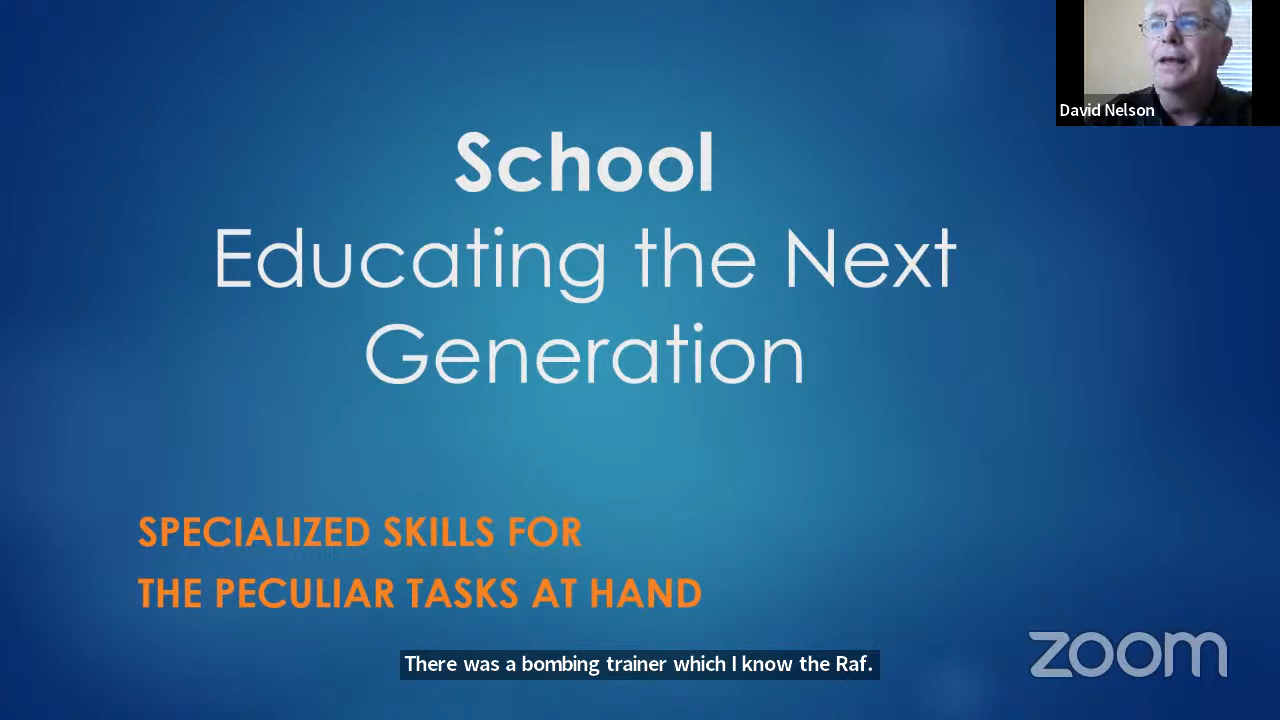 David Nelson
School
Educating the Next
Generation
SPECIALIZED SKILLS FOR
THE PECULIAR TASKS AT HAND
There was a bombing trainer which I know the Raf.
zoom